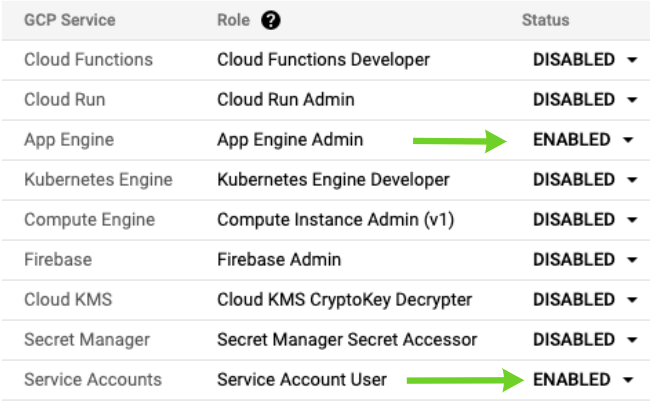 GCP Service Role ? Status
Cloud Functions Cloud Functions Developer DISABLED
Cloud Run Cloud Run Admin DISABLED
App Engine App Engine Admin ENABLED
Kubernetes Engine Kubernetes Engine Developer DISABLED
Compute Engine Compute Instance Admin (v1) DISABLED
Firebase Firebase Admin DISABLED
Cloud KMS Cloud KMS CryptoKey Decrypter DISABLED
Secret Manager Secret Manager Secret Accessor DISABLED
Service Accounts Service Account User ENABLED